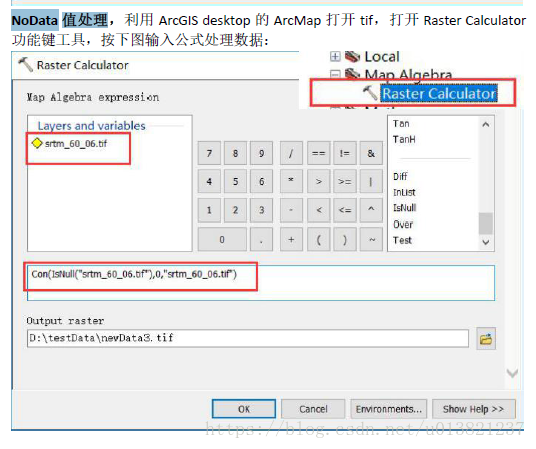 NoData 值处理，利用 ArcGIS desktop 的 ArcMap 打开 tif，打开 Raster Calculator
功能键工具，按下图输入公式处理数据：
Raster Calculator
Local
Map Algebra
Raster Calculator
Map Algebra expression
Layers and variables
srtm_60_06.tif
7 8 9 / == != &
4 5 6 * > >= |
1 2 3 - < <= ^
0 . + ( ) ~
Tan
TanH
Diff
InList
IsNull
Over
Test
Con(IsNull("srtm_60_06.tif"),0,"srtm_60_06.tif")
Output raster
D:\testData\newData3.tif
OK Cancel Environments... Show Help >>
https://blog.csdn.net/u013821237